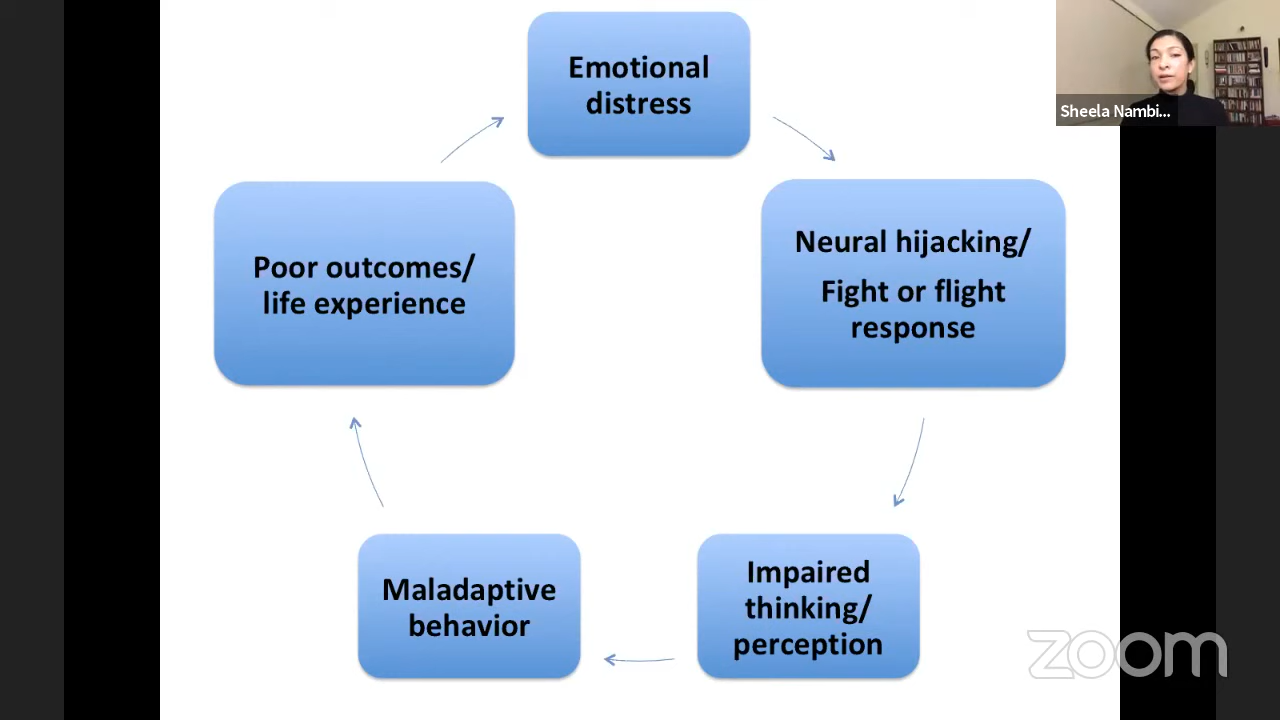 Emotional
distress
Sheela Nambi...
Neural hijacking/
Fight or flight
response
Impaired
thinking/
perception
Maladaptive
behavior
Poor outcomes/
life experience
zoom